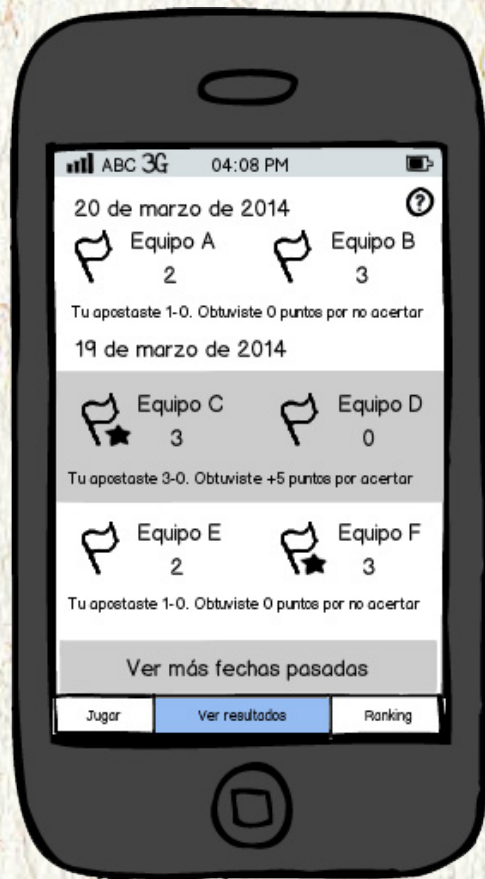 ABC 3G 04:08 PM
20 de marzo de 2014 ?
Equipo A Equipo B
2 3
Tu apostaste 1-0. Obtuviste 0 puntos por no acertar
19 de marzo de 2014
Equipo C Equipo D
3 0
Tu apostaste 3-0. Obtuviste +5 puntos por acertar
Equipo E Equipo F
2 3
Tu apostaste 1-0. Obtuviste 0 puntos por no acertar
Ver más fechas pasadas
Jugar Ver resultados Ranking